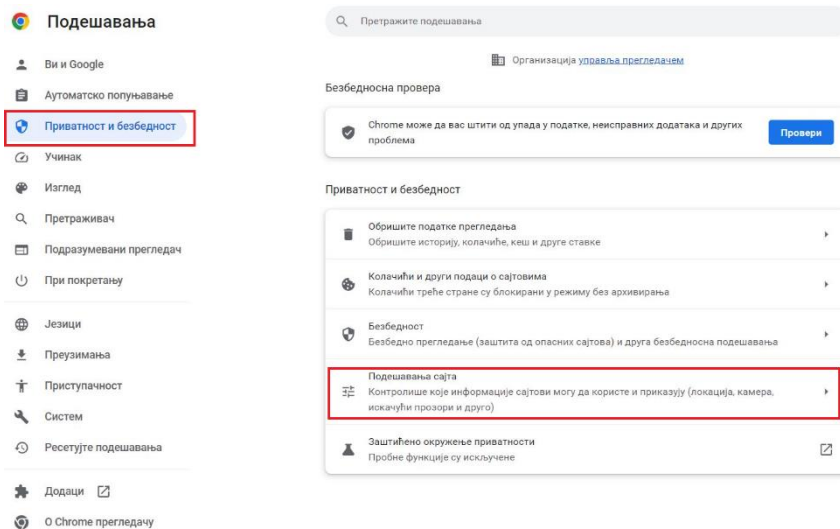 Подешавања
Ви и Google
Аутоматско попуњавање
Приватност и безбедност
Учинак
Изглед
Претраживач
Подразумевани прегледач
При покретању
Језици
Преузимања
Приступачност
Систем
Ресетујте подешавања
Додаци
О Chrome прегледачу
Претражите подешавања
Организација управља прегледачем
Безбедносна провера
Chrome може да вас штити од упада у податке, неисправних додатака и других
проблема
Провери
Приватност и безбедност
Обришите податке прегледања
Обришите историју, колачиће, кеш и друге ставке
Колачићи и други подаци о сајтовима
Колачићи треће стране су блокирани у режиму без архивирања
Безбедност
Безбедно прегледање (заштита од опасних сајтова) и друга безбедносна подешавања
Подешавања сајта
Контролише које информације сајтови могу да користе и приказују (локација, камера,
искачући прозори и друго)
Заштићено окружење приватности
Пробне функције су искључене